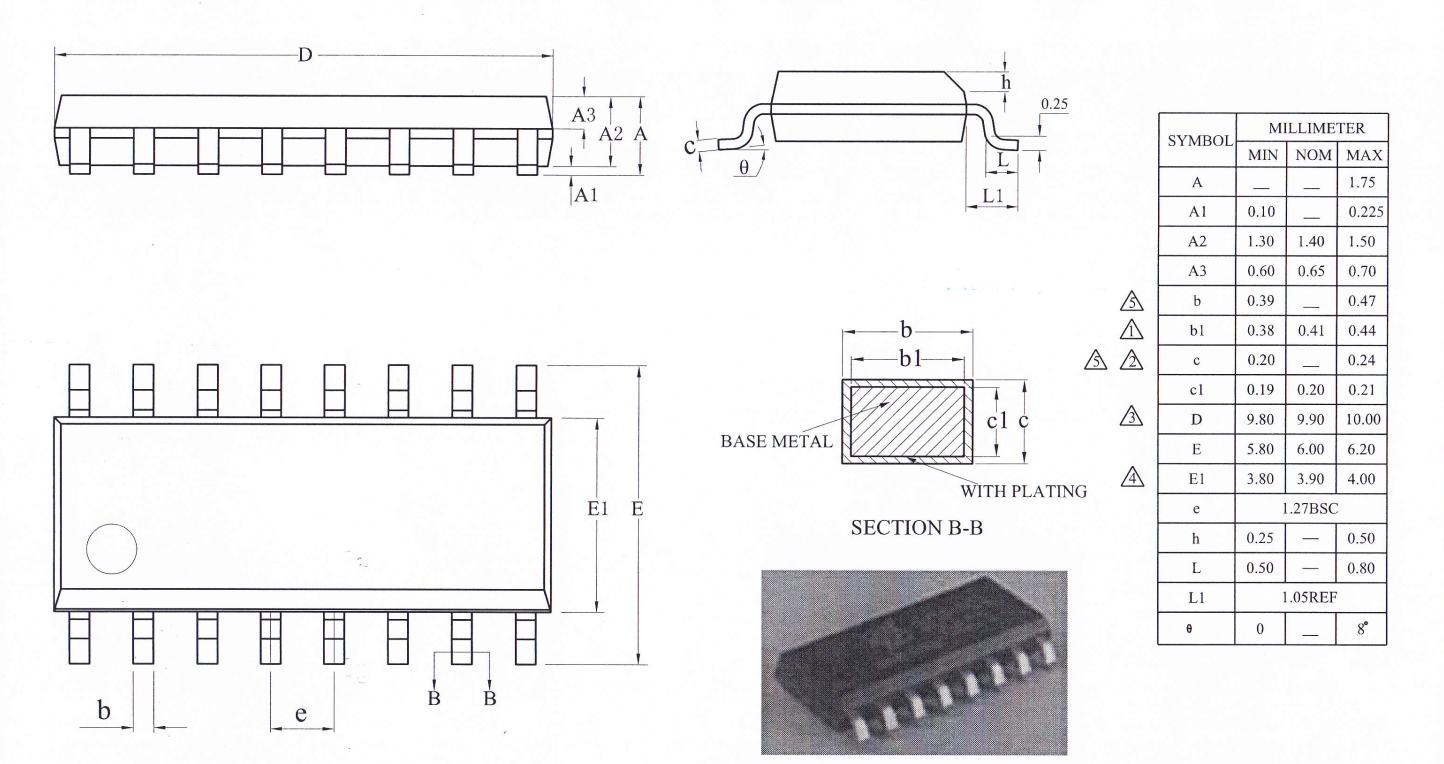 D
A3
A2
A
A1
h
0.25
c
θ
L
L1
b
b1
c1
c
BASE METAL
WITH PLATING
SECTION B-B
E1
E
B
B
b
e
SYMBOL MILLIMETER
MIN NOM MAX
A — — 1.75
A1 0.10 — 0.225
A2 1.30 1.40 1.50
A3 0.60 0.65 0.70
5 b 0.39 — 0.47
1 b1 0.38 0.41 0.44
5 2 c 0.20 — 0.24
c1 0.19 0.20 0.21
3 D 9.80 9.90 10.00
E 5.80 6.00 6.20
4 E1 3.80 3.90 4.00
e 1.27BSC
h 0.25 — 0.50
L 0.50 — 0.80
L1 1.05REF
θ 0 — 8°